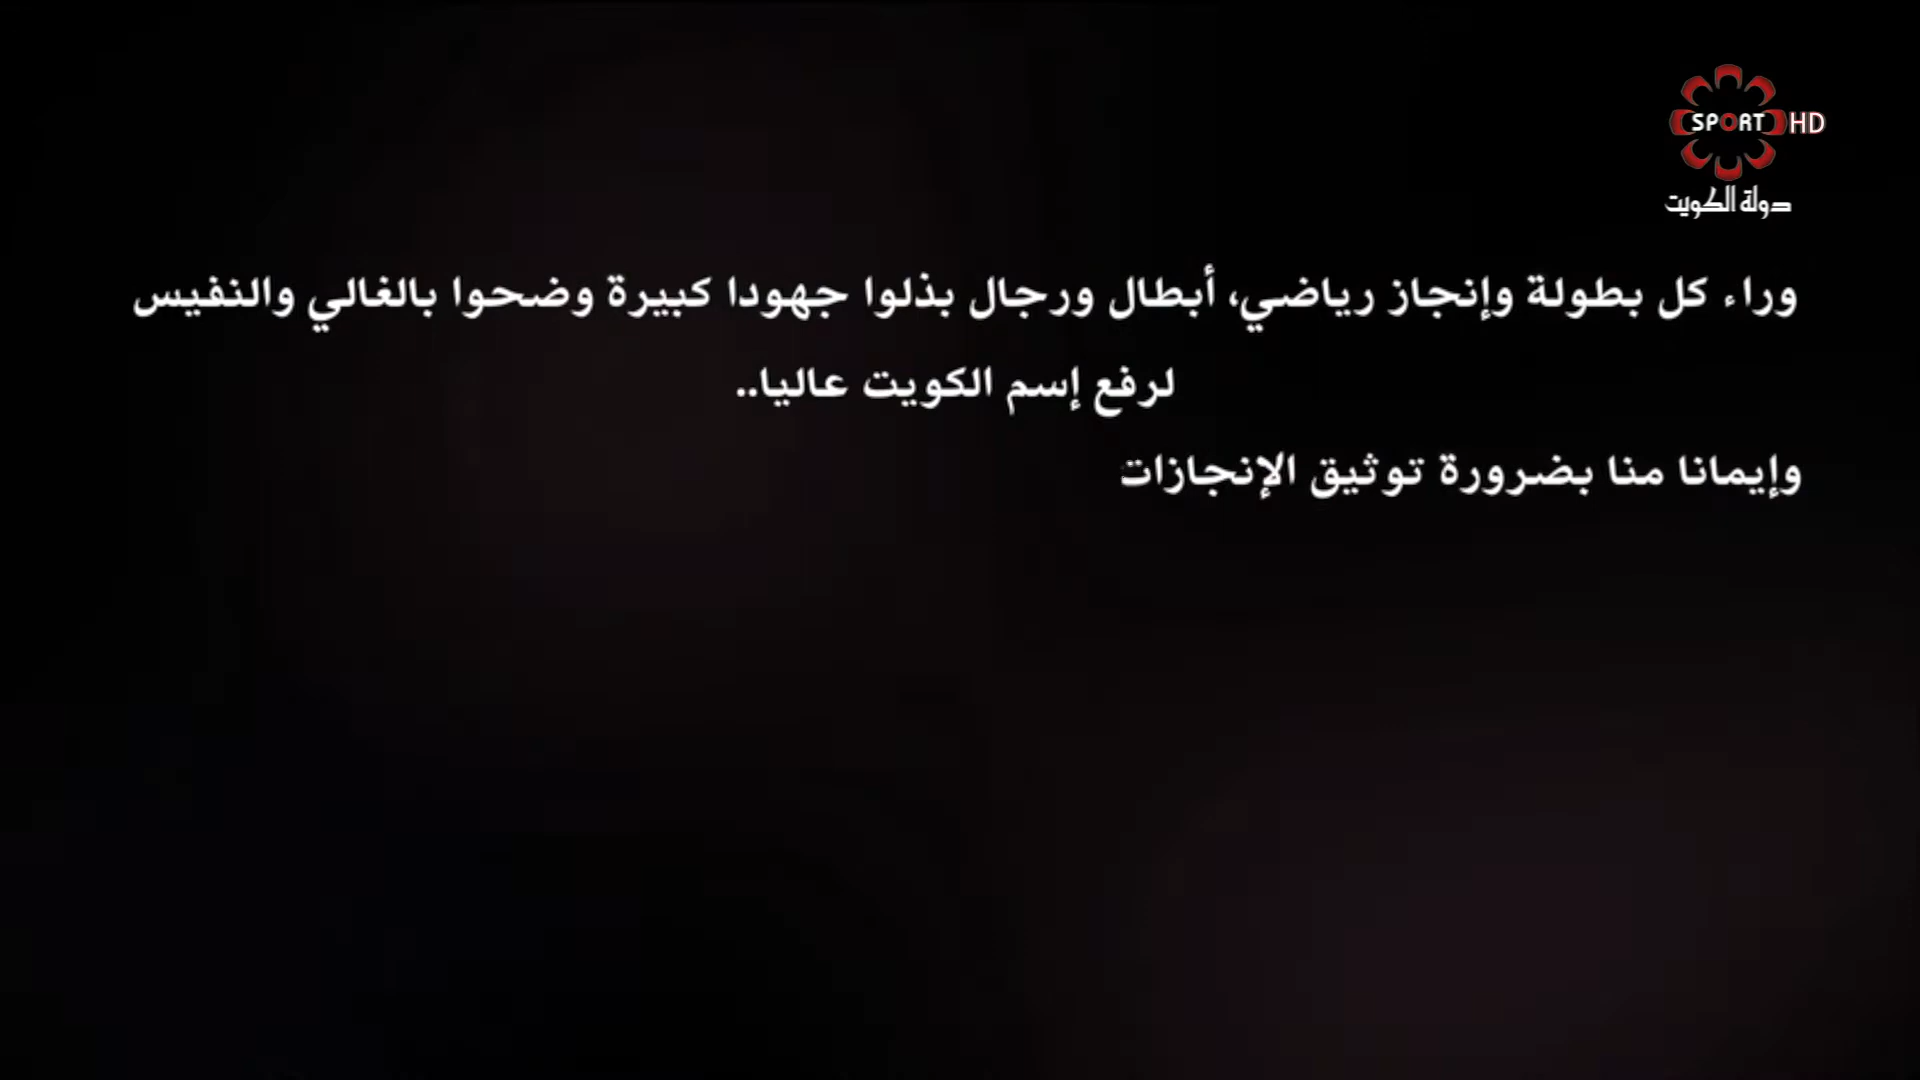 SPORT HD
دولة الكويت
وراء كل بطولة وإنجاز رياضي، أبطال ورجال بذلوا جهودا كبيرة وضحوا بالغالي والنفيس
لرفع إسم الكويت عاليا..
وإيمانا منا بضرورة توثيق الإنجازات